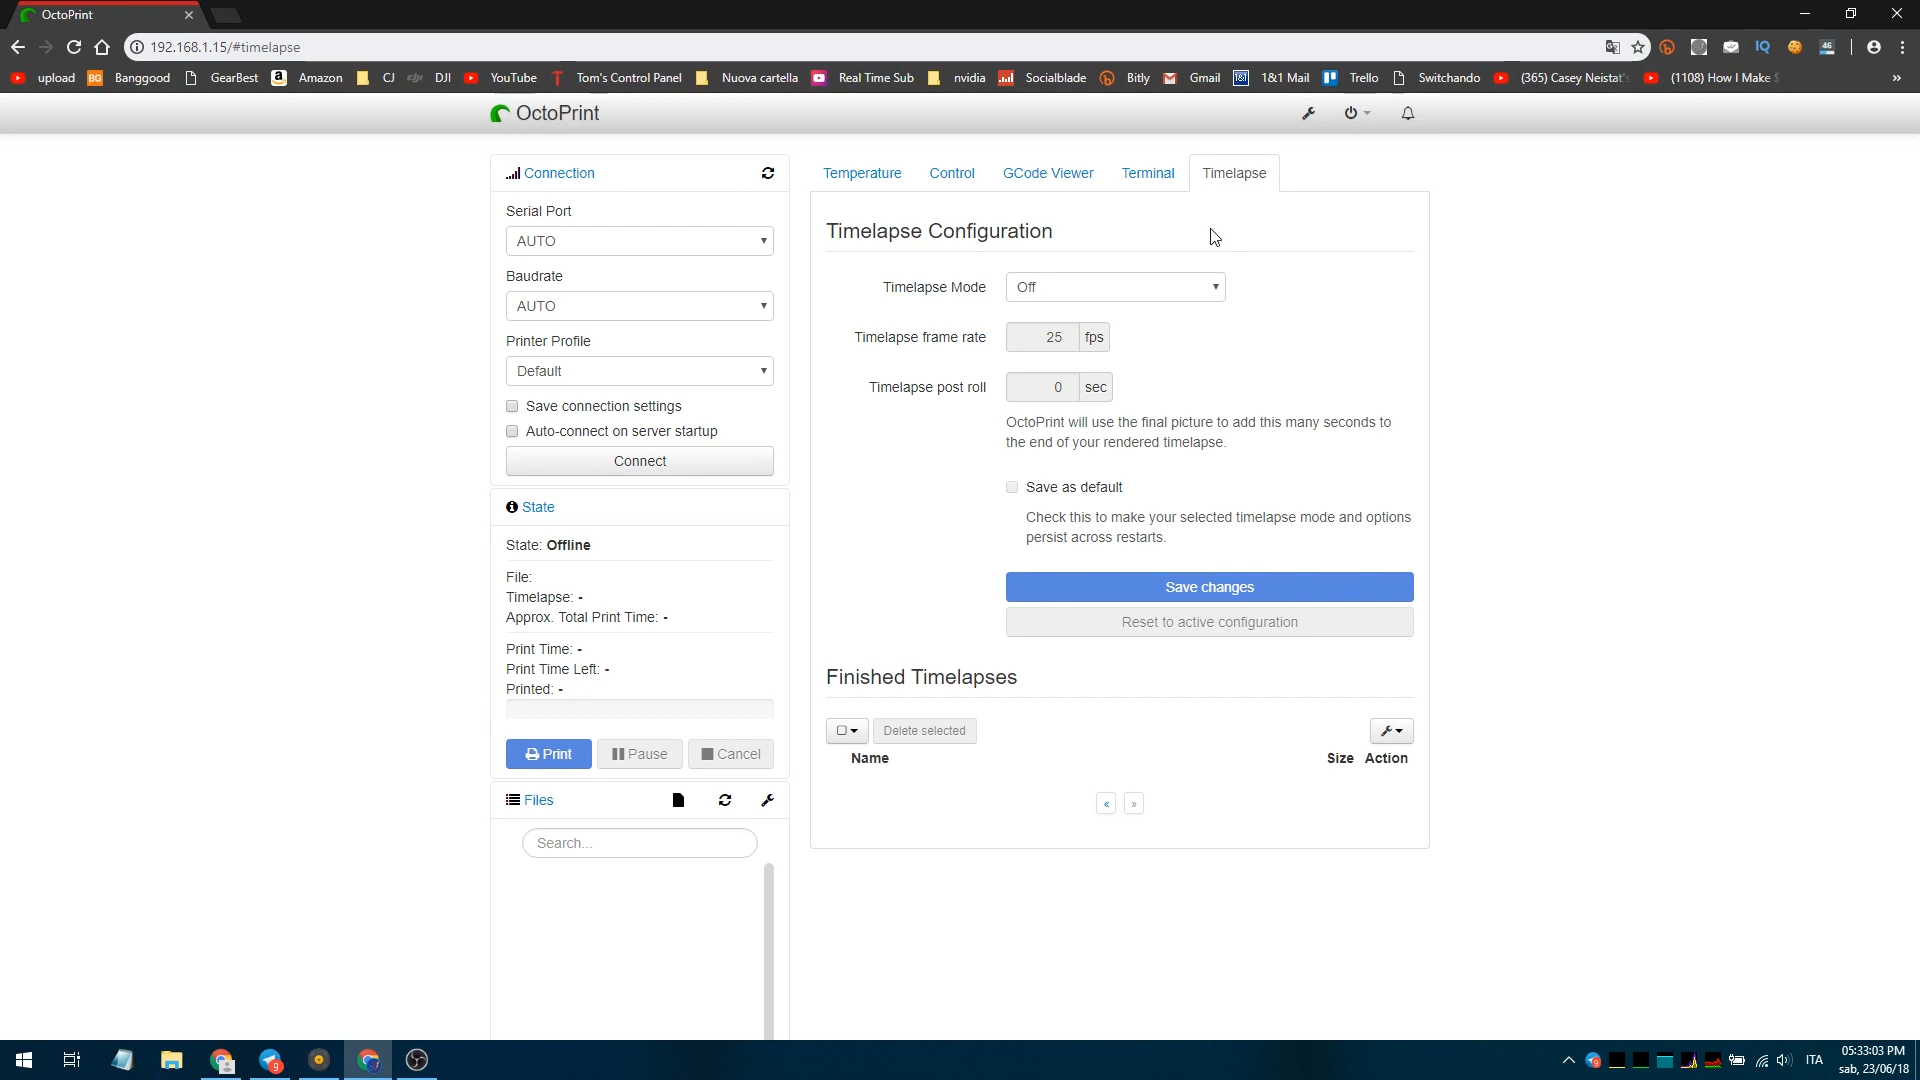 OctoPrint
192.168.1.15/#timelapse
46
upload
BG Banggood
GearBest
a Amazon
CJ
DJI
YouTube
T Tom's Control Panel
Nuova cartella
Real Time Sub
nvidia
Socialblade
Bitly
Gmail
1&1 1&1 Mail
Trello
Switchando
(365) Casey Neistat
(1108) How I Make $
»
OctoPrint
Connection
Serial Port
AUTO
Baudrate
AUTO
Printer Profile
Default
Save connection settings
Auto-connect on server startup
Connect
State
State: Offline
File:
Timelapse: -
Approx. Total Print Time: -
Print Time: -
Print Time Left: -
Printed: -
Print
Pause
Cancel
Files
Search...
Temperature
Control
GCode Viewer
Terminal
Timelapse
Timelapse Configuration
Timelapse Mode
Off
Timelapse frame rate
25 fps
Timelapse post roll
0 sec
OctoPrint will use the final picture to add this many seconds to
the end of your rendered timelapse.
Save as default
Check this to make your selected timelapse mode and options
persist across restarts.
Save changes
Reset to active configuration
Finished Timelapses
Delete selected
Name
Size
Action
«
»
9
ITA
05:33:03 PM
sab, 23/06/18